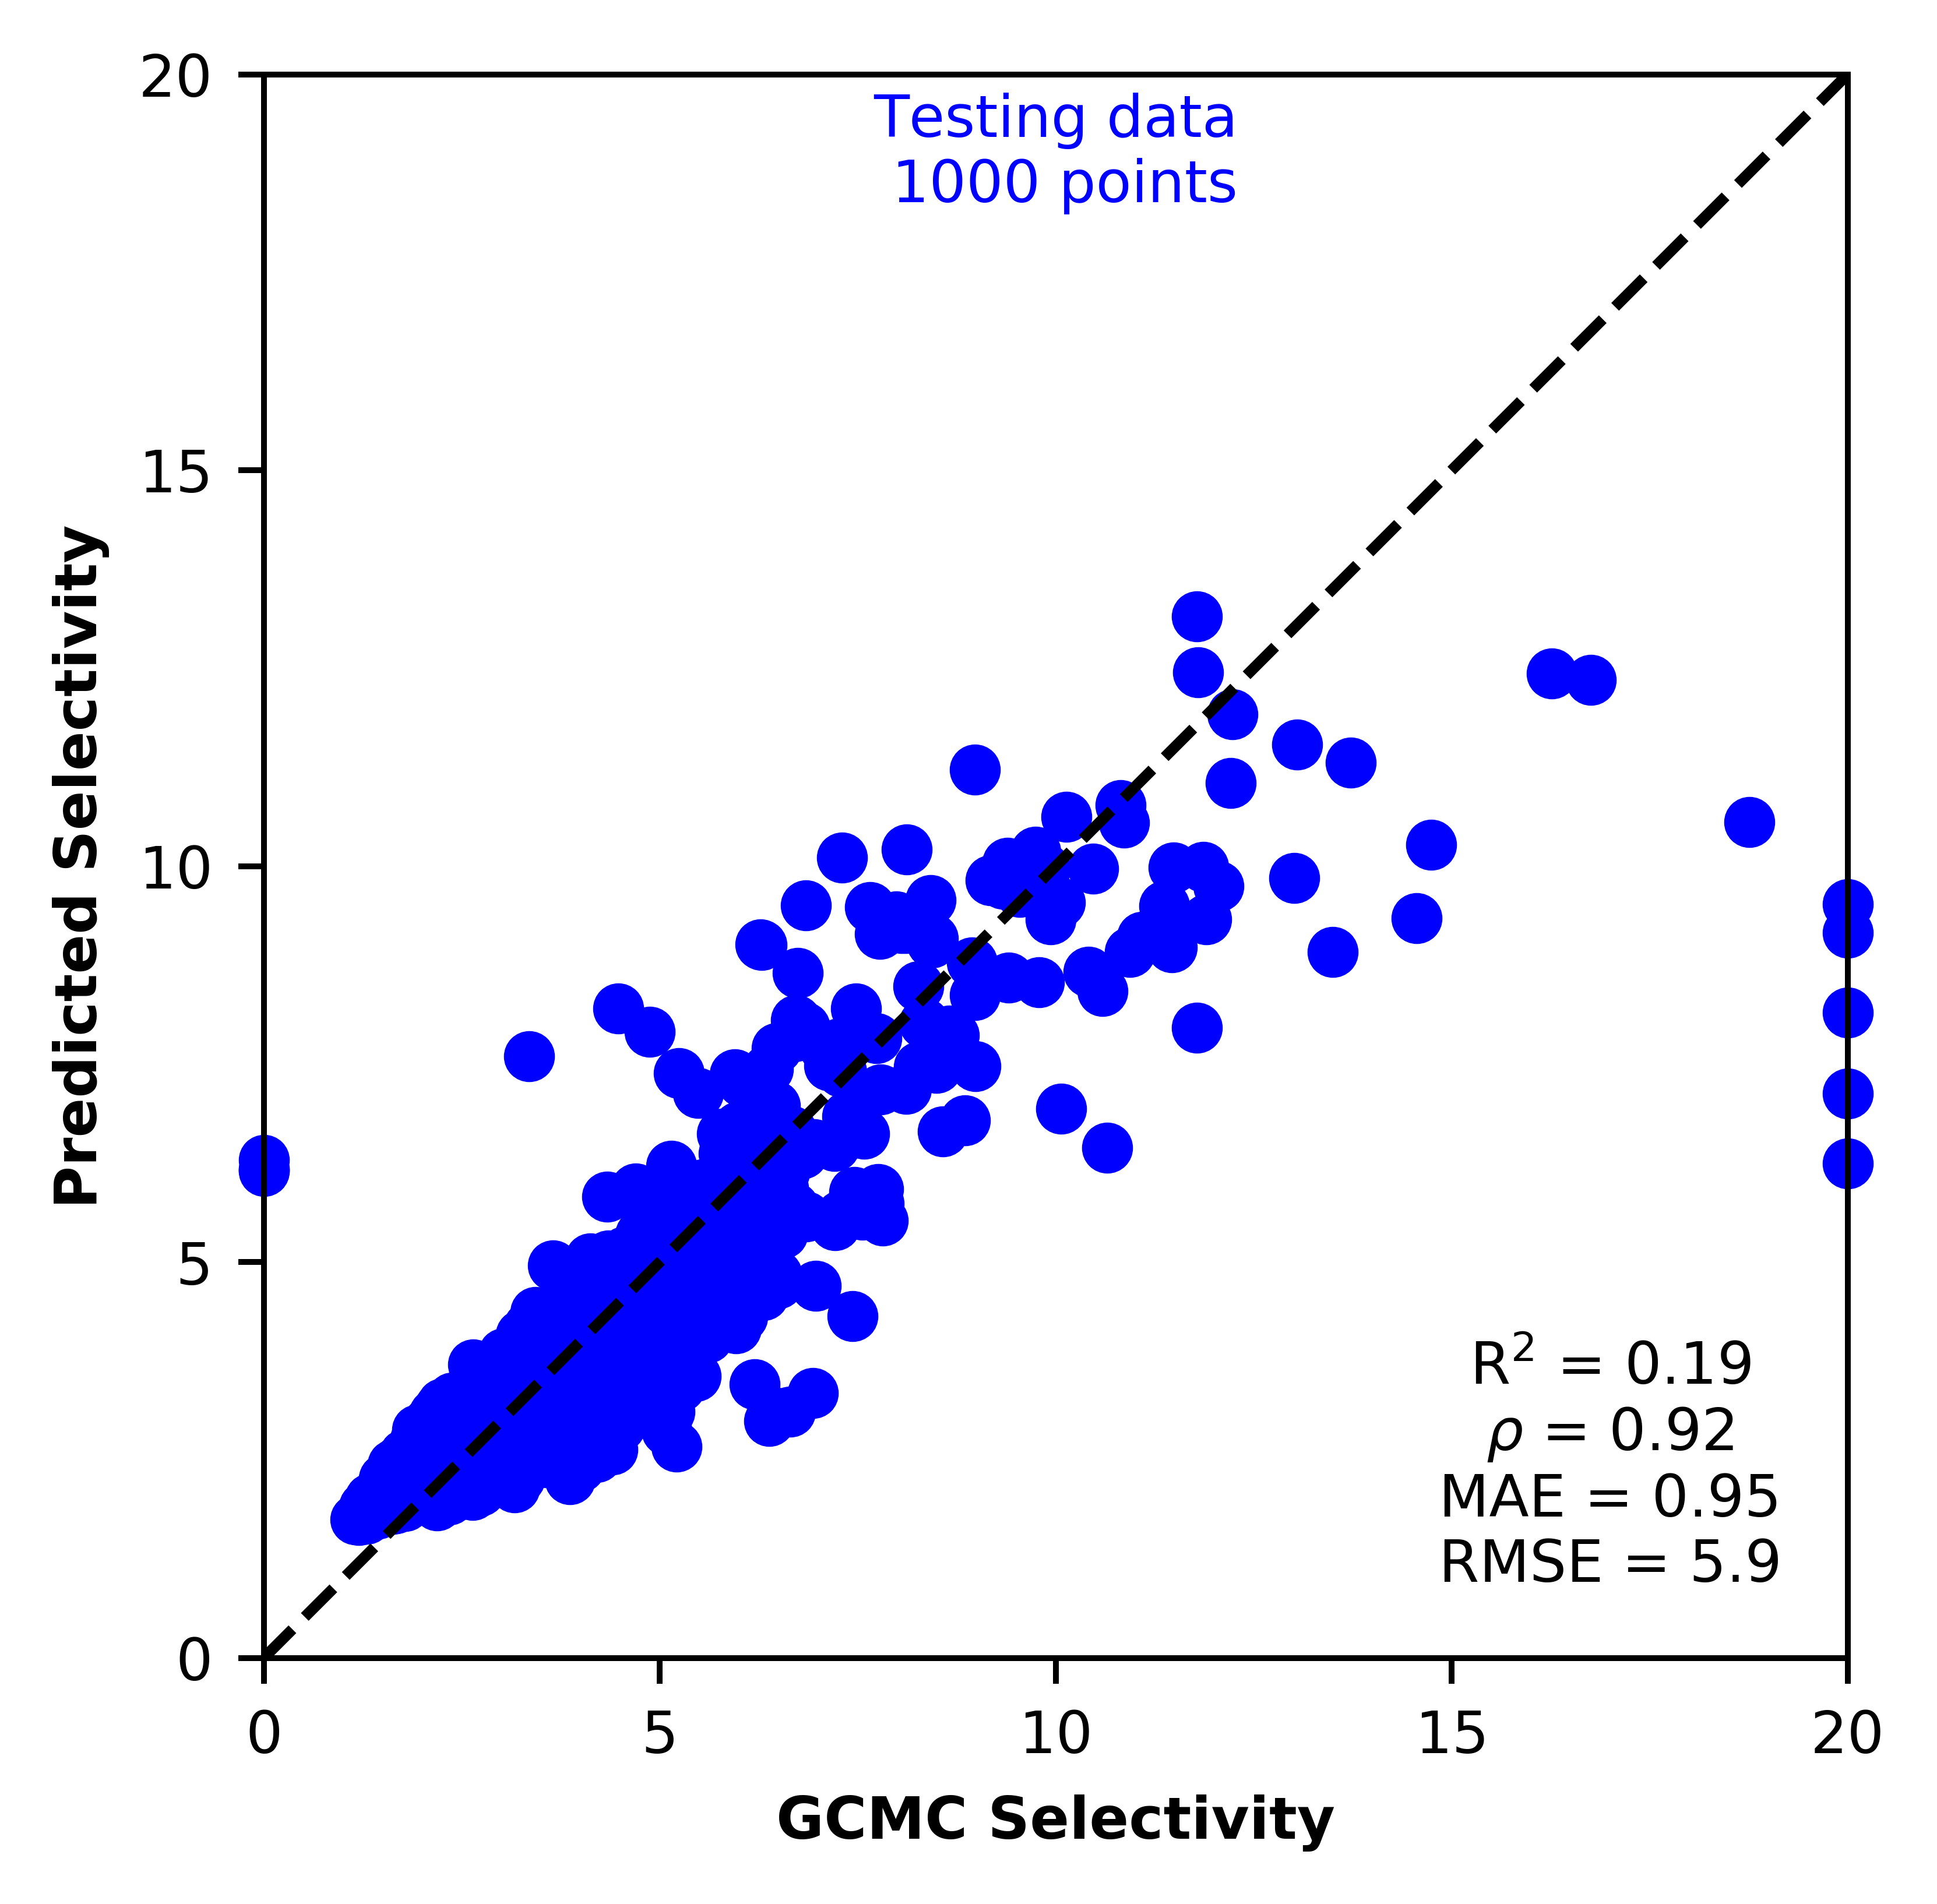 Testing data
1000 points
20
15
10
5
0
Predicted Selectivity
R² = 0.19
ρ = 0.92
MAE = 0.95
RMSE = 5.9
0 5 10 15 20
GCMC Selectivity